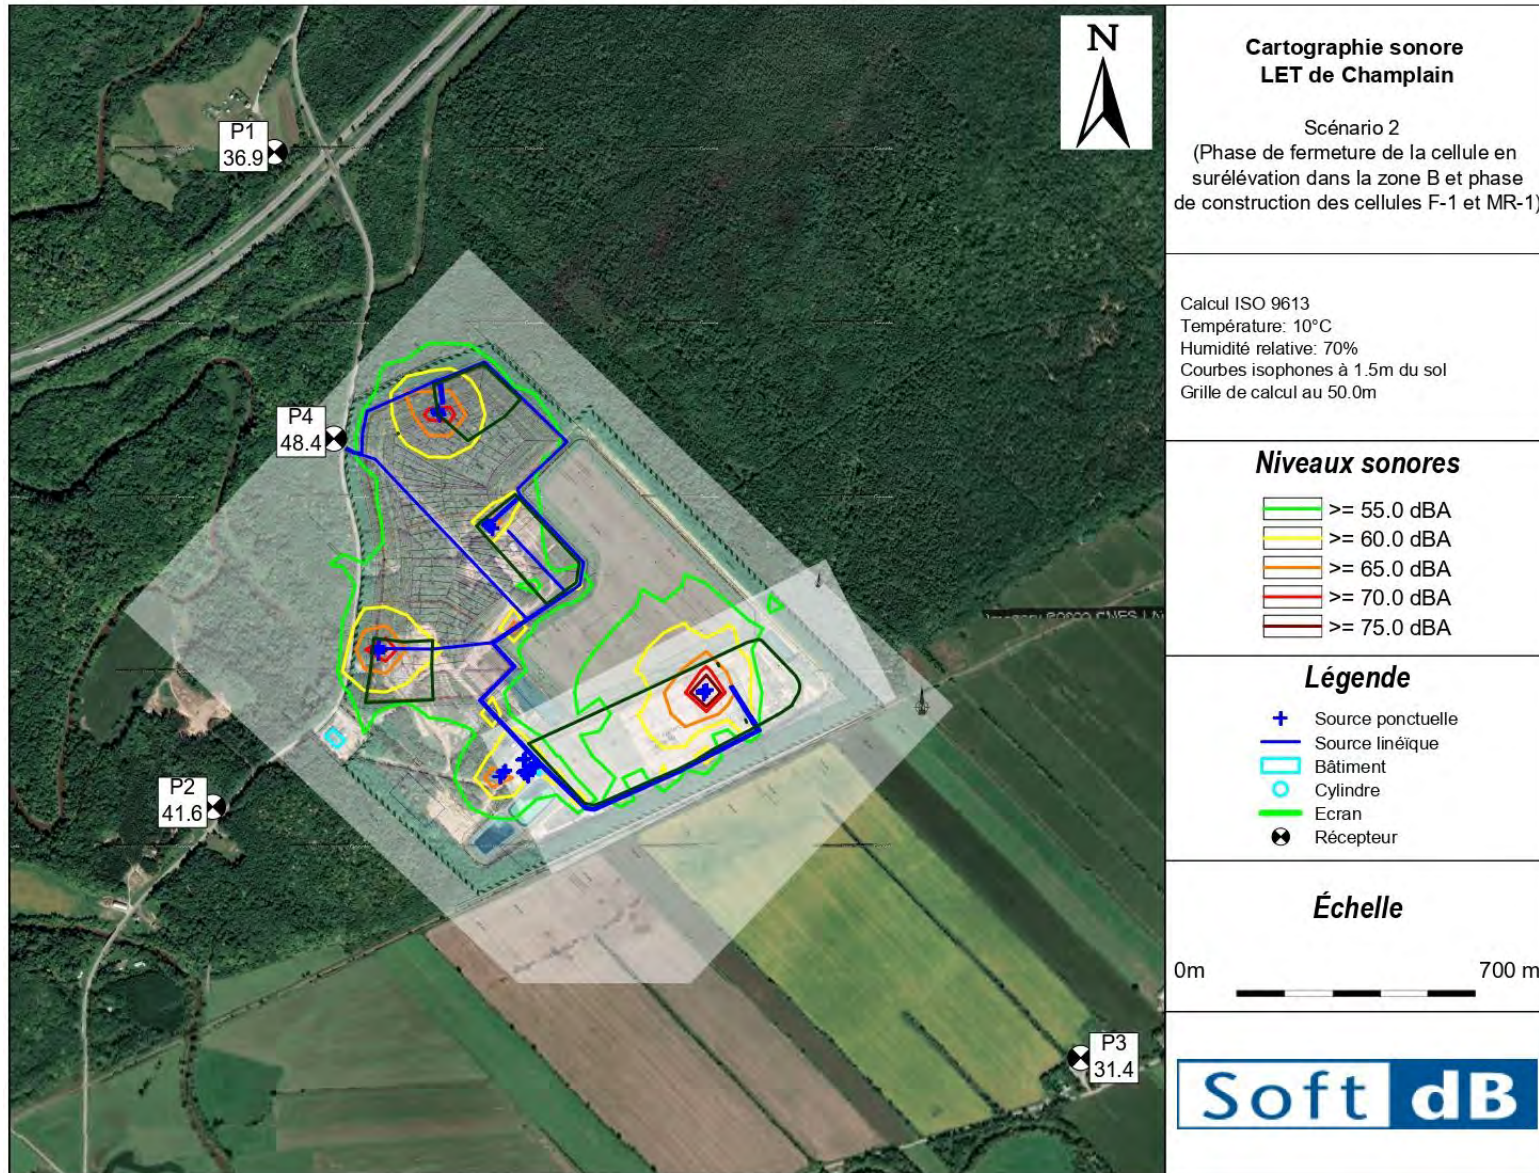 N
P1
36.9
P4
48.4
P2
41.6
P3
31.4
Cartographie sonore
LET de Champlain
Scénario 2
(Phase de fermeture de la cellule en
surélévation dans la zone B et phase
de construction des cellules F-1 et MR-1)
Calcul ISO 9613
Température: 10°C
Humidité relative: 70%
Courbes isophones à 1.5m du sol
Grille de calcul au 50.0m
Niveaux sonores
>= 55.0 dBA
>= 60.0 dBA
>= 65.0 dBA
>= 70.0 dBA
>= 75.0 dBA
Légende
Source ponctuelle
Source linéïque
Bâtiment
Cylindre
Ecran
Récepteur
Échelle
0m 700 m
Soft dB